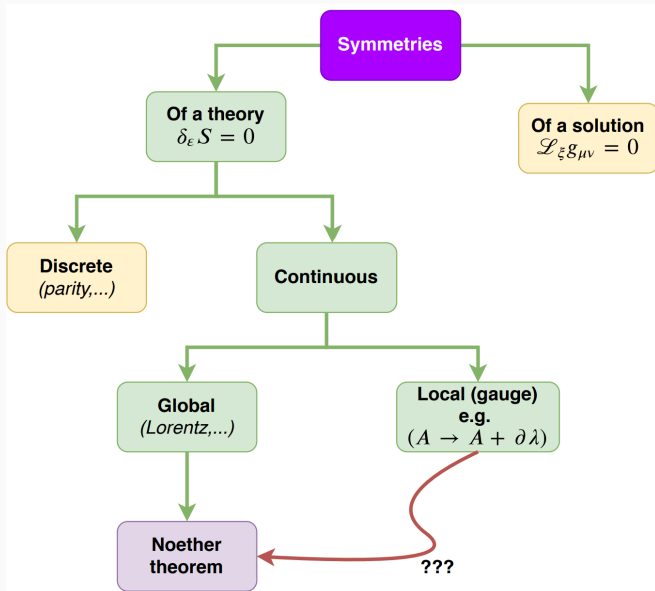 Symmetries
Of a theory
δ_ε S = 0
Of a solution
ℒ_ξ g_μν = 0
Discrete
(parity,...)
Continuous
Global
(Lorentz,...)
Local (gauge)
e.g.
(A → A + ∂λ)
Noether
theorem
???